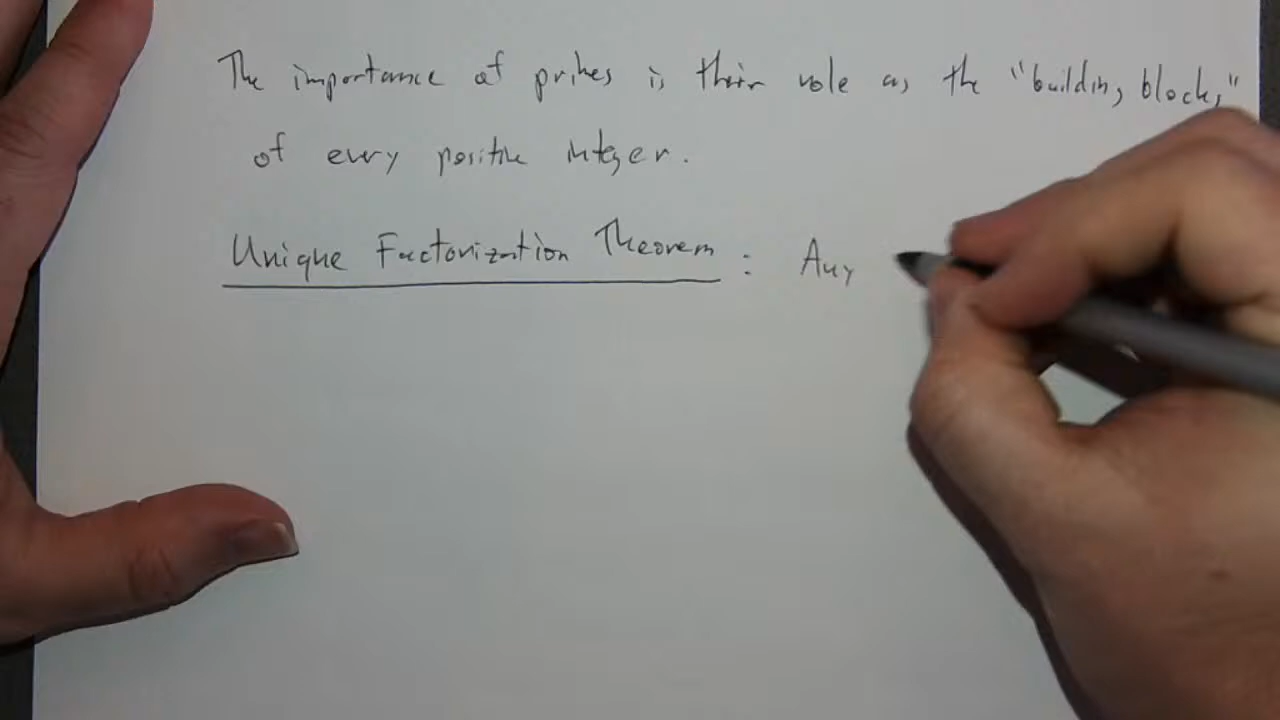 The importance of primes is their role as the "building blocks"
of every positive integer.
Unique Factorization Theorem : Any